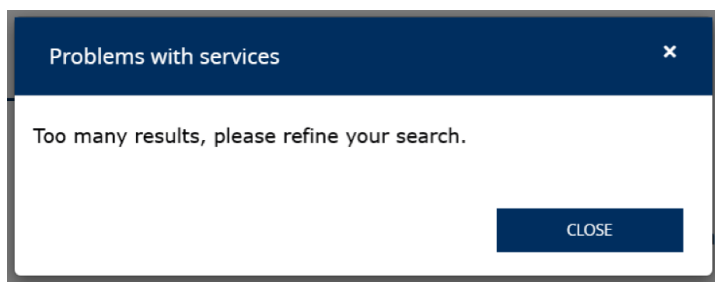 Problems with services
Too many results, please refine your search.
CLOSE